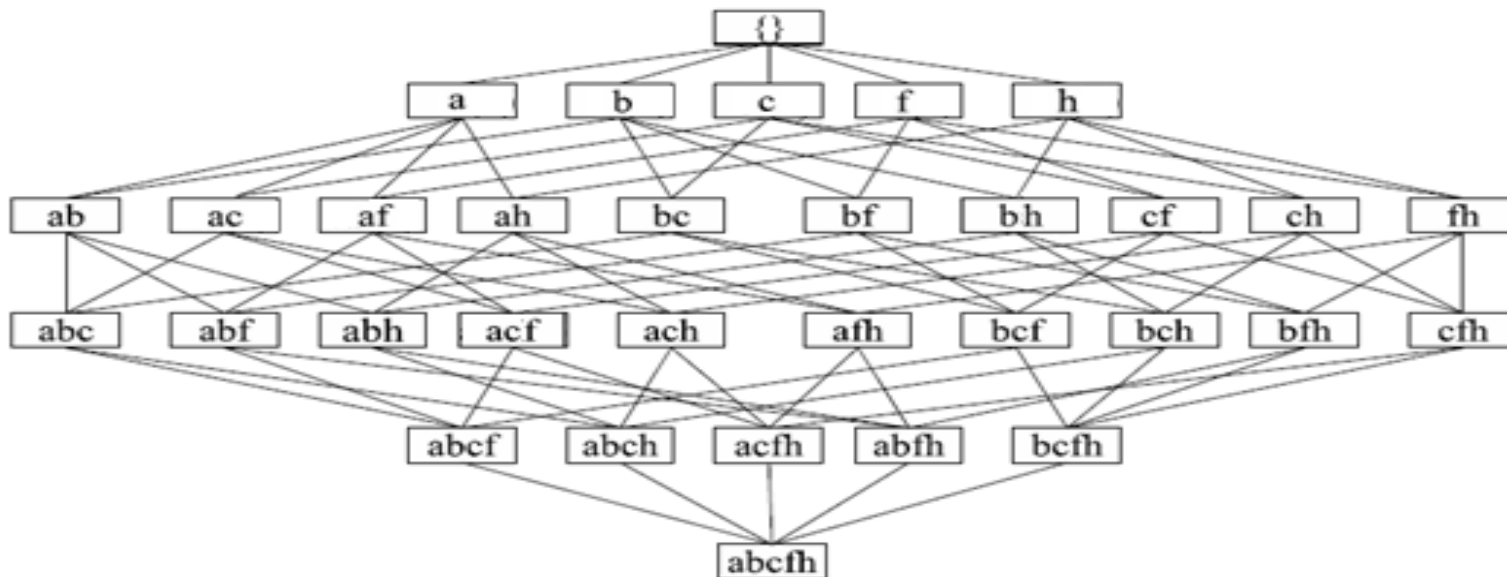 {}
a b c f h
ab ac af ah bc bf bh cf ch fh
abc abf abh acf ach afh bcf bch bfh cfh
abcf abch acfh abfh bcfh
abcfh